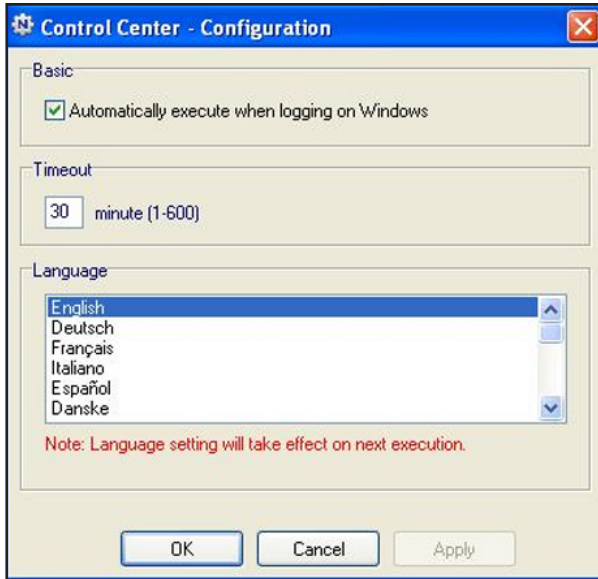 Control Center - Configuration
Basic
Automatically execute when logging on Windows
Timeout
30 minute (1-600)
Language
English
Deutsch
Français
Italiano
Español
Danske
Note: Language setting will take effect on next execution.
OK Cancel Apply